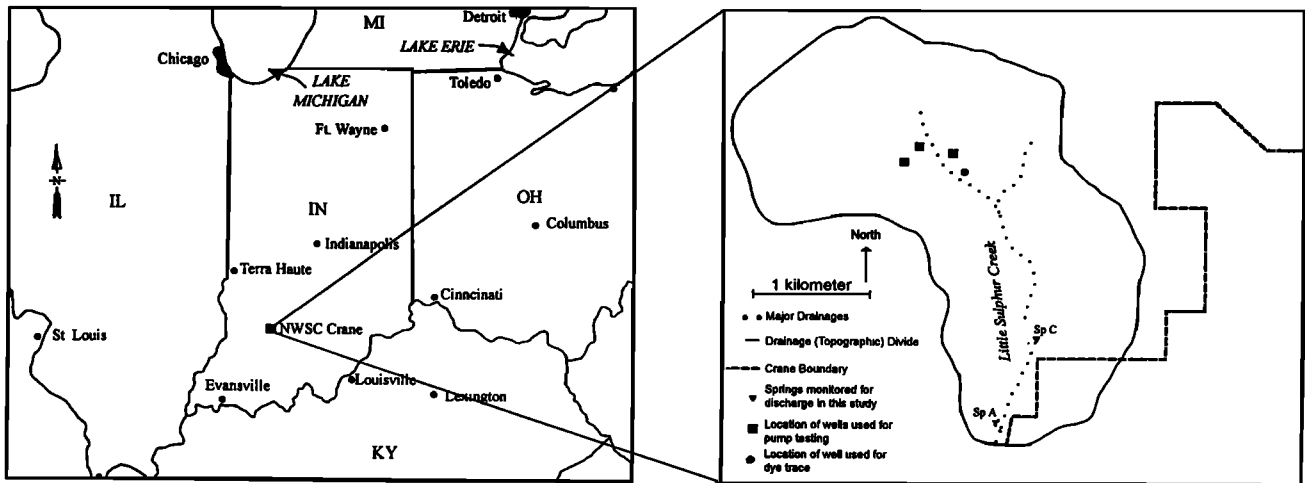 MI
Detroit
LAKE ERIE
Chicago
LAKE
MICHIGAN
Toledo
Ft. Wayne
N
IL
IN
OH
Columbus
Indianapolis
Terra Haute
Cinncinati
St Louis
NWSC Crane
Evansville
Louisville
Lexington
KY
North
1 kilometer
Major Drainages
Drainage (Topographic) Divide
Crane Boundary
Springs monitored for
discharge in this study
Location of wells used for
pump tasting
Location of well used for
dye trace
Little Sulphur Creek
Sp C
Sp A